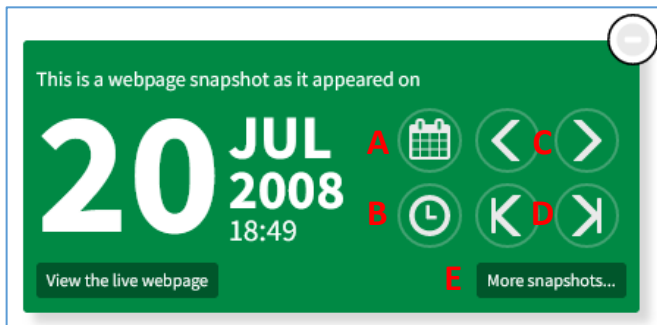 This is a webpage snapshot as it appeared on
20 JUL
2008
18:49
A
C
B
D
View the live webpage
E
More snapshots...